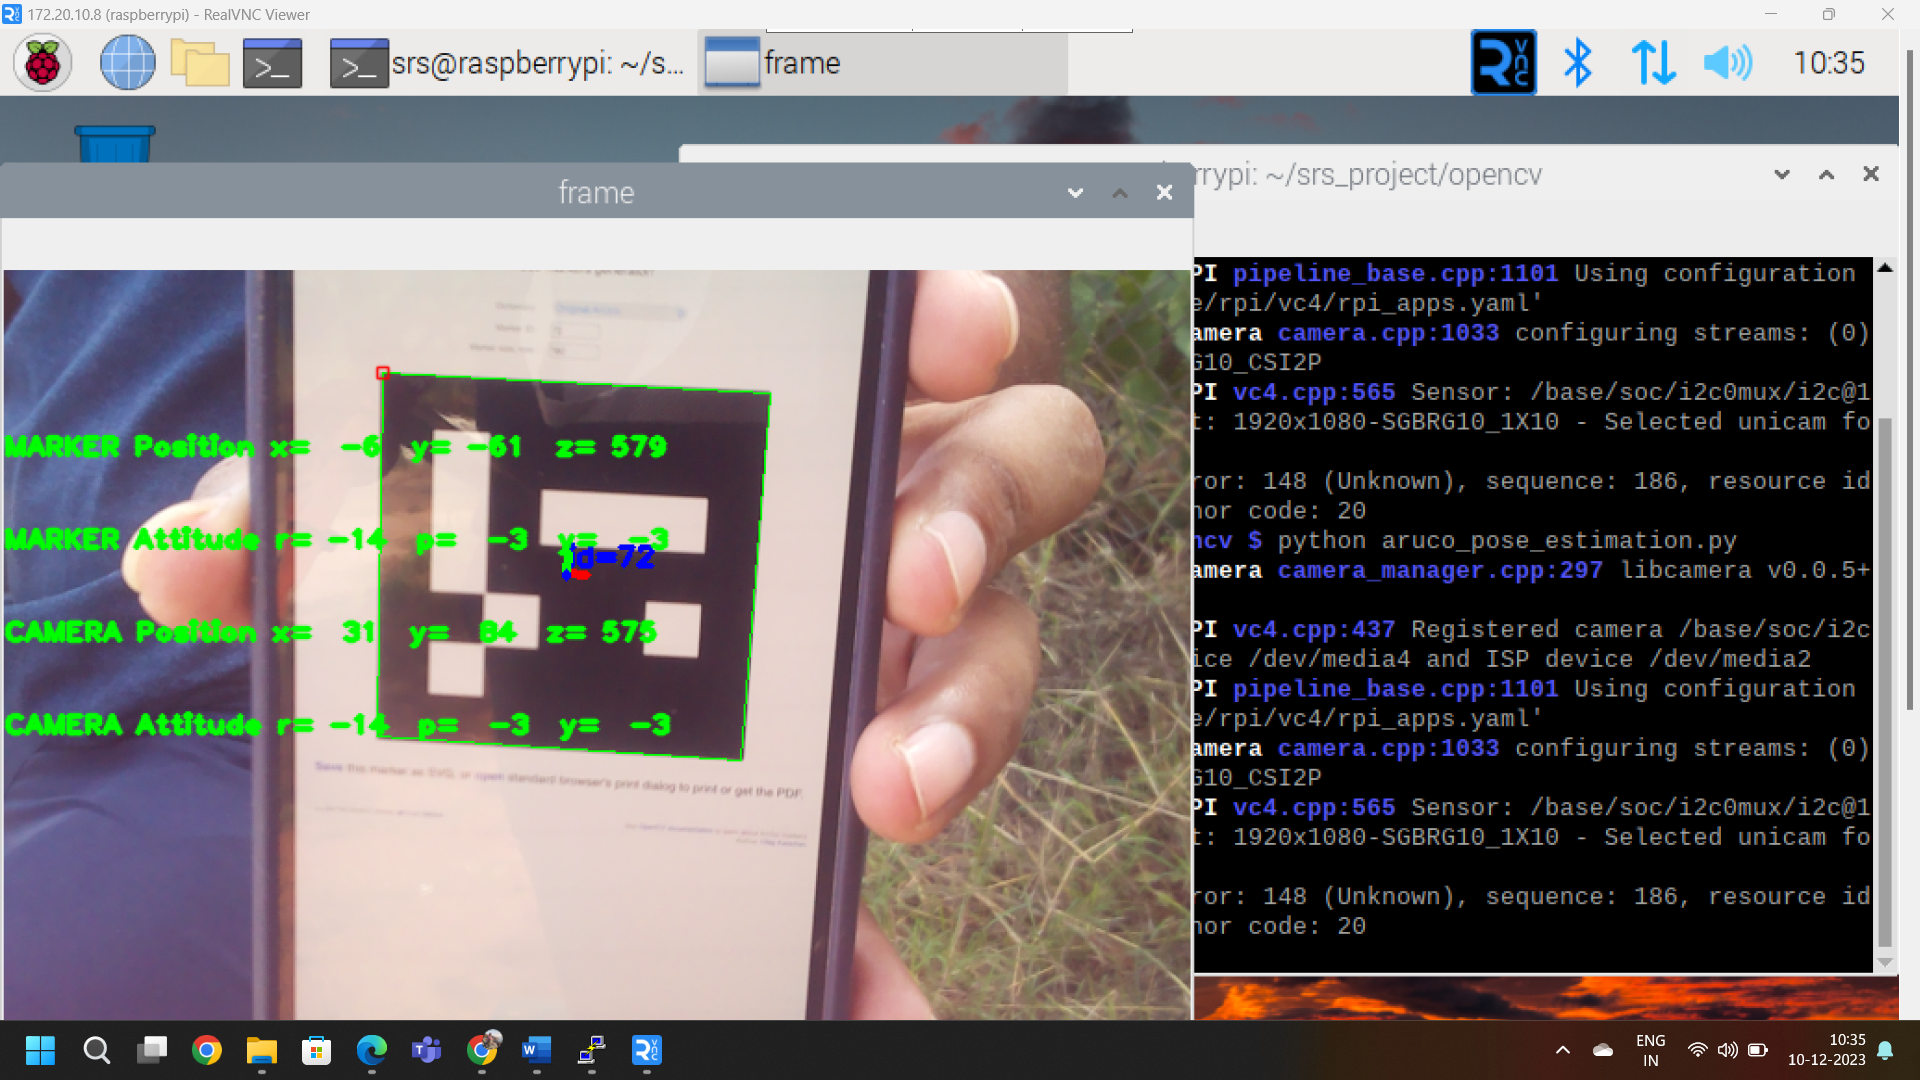 172.20.10.8 (raspberrypi) - RealVNC Viewer
srs@raspberrypi: ~/s...
frame
10:35
rrypi: ~/srs_project/opencv
frame
MARKER Position x= -6 y= -61 z= 579
MARKER Attitude r= -14 p= -3 y= -3
id=72
CAMERA Position x= 31 y= 84 z= 575
CAMERA Attitude r= -14 p= -3 y= -3
Save this marker as SVG, or open standard browser's print dialog to print or get the PDF.
PI pipeline_base.cpp:1101 Using configuration
e/rpi/vc4/rpi_apps.yaml'
amera camera.cpp:1033 configuring streams: (0)
G10_CSI2P
PI vc4.cpp:565 Sensor: /base/soc/i2c0mux/i2c@1
t: 1920x1080-SGBRG10_1X10 - Selected unicam fo
ror: 148 (Unknown), sequence: 186, resource id
nor code: 20
ncv $ python aruco_pose_estimation.py
amera camera_manager.cpp:297 libcamera v0.0.5+
PI vc4.cpp:437 Registered camera /base/soc/i2c
ice /dev/media4 and ISP device /dev/media2
PI pipeline_base.cpp:1101 Using configuration
e/rpi/vc4/rpi_apps.yaml'
amera camera.cpp:1033 configuring streams: (0)
G10_CSI2P
PI vc4.cpp:565 Sensor: /base/soc/i2c0mux/i2c@1
t: 1920x1080-SGBRG10_1X10 - Selected unicam fo
ror: 148 (Unknown), sequence: 186, resource id
nor code: 20
ENG
IN
10:35
10-12-2023